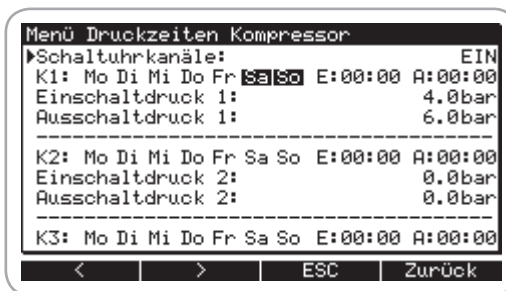 Menü Druckzeiten Kompressor
▶Schaltuhrkanäle: EIN
K1: Mo Di Mi Do Fr Sa So E:00:00 A:00:00
Einschaltdruck 1: 4.0bar
Ausschaltdruck 1: 6.0bar
----------------------------------------
K2: Mo Di Mi Do Fr Sa So E:00:00 A:00:00
Einschaltdruck 2: 0.0bar
Ausschaltdruck 2: 0.0bar
----------------------------------------
K3: Mo Di Mi Do Fr Sa So E:00:00 A:00:00
< > ESC Zurück